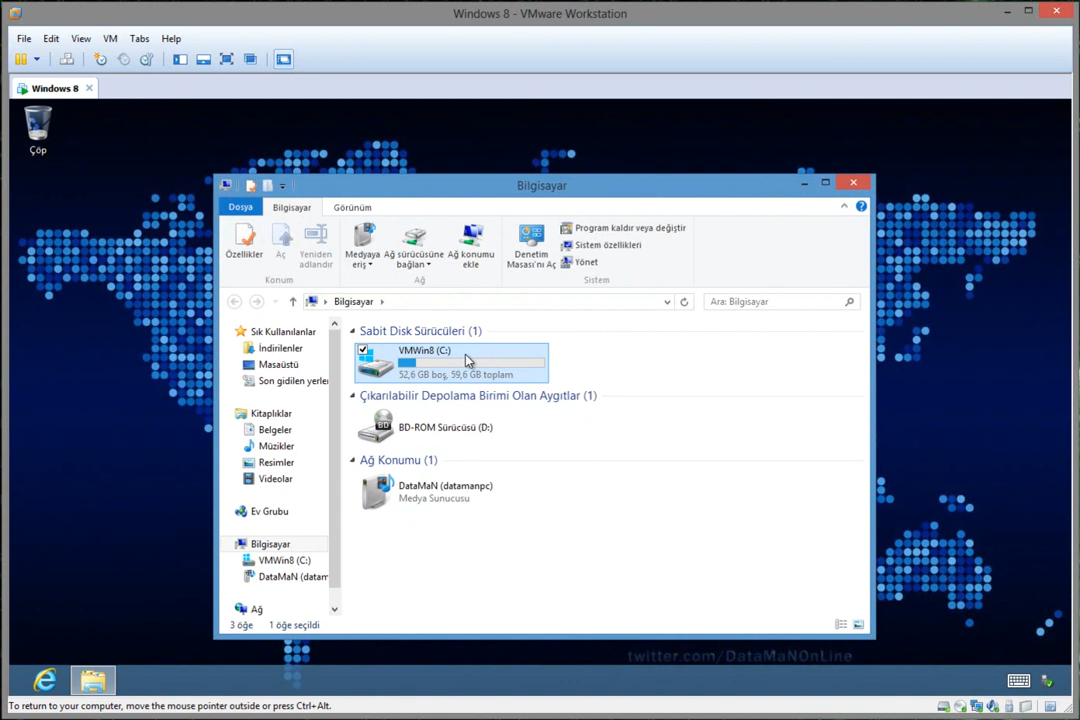 Windows 8 - VMware Workstation
File Edit View VM Tabs Help
Windows 8
Çöp
Bilgisayar
Dosya Bilgisayar Görünüm
Özellikler
Aç
Yeniden adlandır
Medyaya eriş
Ağ sürücüsüne bağlan
Ağ konumu ekle
Denetim Masası'nı Aç
Program kaldır veya değiştir
Sistem özellikleri
Yönet
Konum Ağ Sistem
Bilgisayar
Ara: Bilgisayar
Sık Kullanılanlar
İndirilenler
Masaüstü
Son gidilen yerler
Kitaplıklar
Belgeler
Müzikler
Resimler
Videolar
Ev Grubu
Bilgisayar
VMWin8 (C:)
DataMaN (datam
Ağ
Sabit Disk Sürücüleri (1)
VMWin8 (C:)
52,6 GB boş, 59,6 GB toplam
Çıkarılabilir Depolama Birimi Olan Aygıtlar (1)
BD
BD-ROM Sürücüsü (D:)
Ağ Konumu (1)
DataMaN (datamanpc)
Medya Sunucusu
3 öğe 1 öğe seçildi
twitter.com/DataMaNOnLine
To return to your computer, move the mouse pointer outside or press Ctrl+Alt.